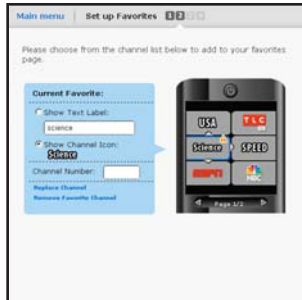 Main menu Set up Favorites 1 2
Please choose from the channel list below to add to your favorites
page.
Current Favorite:
Show Text Label:
science
Show Channel Icon:
Science
Channel Number:
Replace Channel
Remove Favorite Channel
USA TLC
Science SPEED
ESPN NBC
Page 1/2